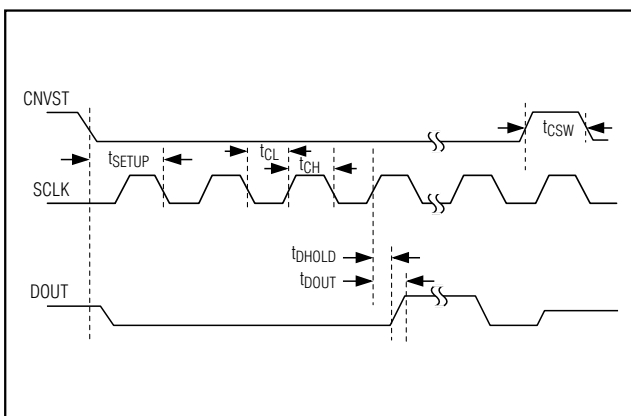 CNVST
tCSW
tSETUP
tCL
tCH
SCLK
tDHOLD
tDOUT
DOUT